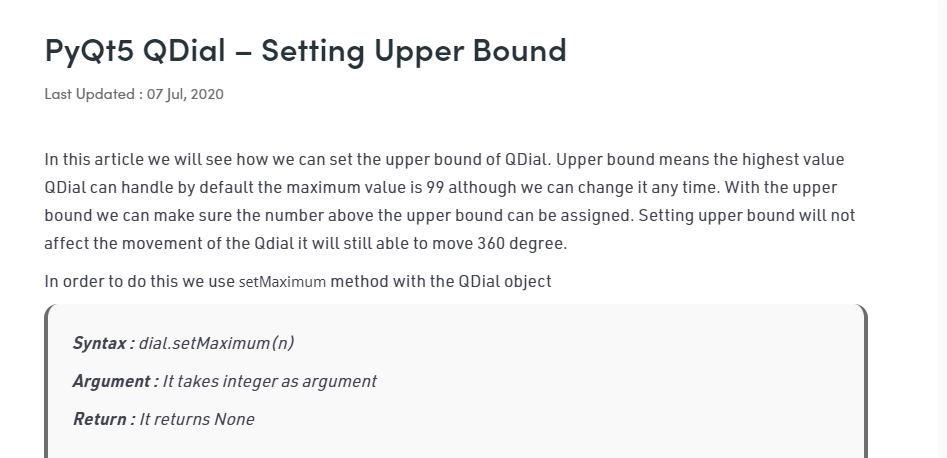 PyQt5 QDial – Setting Upper Bound
Last Updated : 07 Jul, 2020
In this article we will see how we can set the upper bound of QDial. Upper bound means the highest value
QDial can handle by default the maximum value is 99 although we can change it any time. With the upper
bound we can make sure the number above the upper bound can be assigned. Setting upper bound will not
affect the movement of the Qdial it will still able to move 360 degree.
In order to do this we use setMaximum method with the QDial object
Syntax : dial.setMaximum(n)
Argument : It takes integer as argument
Return : It returns None